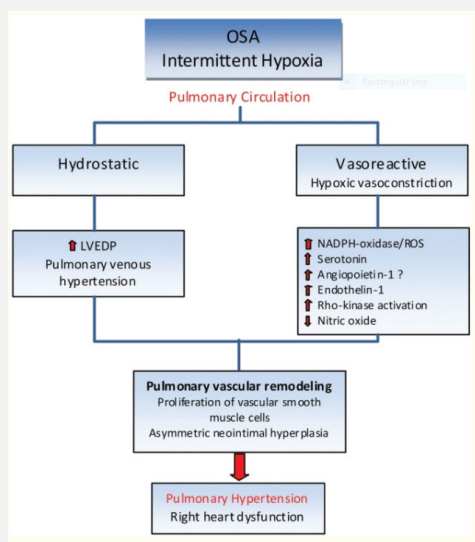 OSA
Intermittent Hypoxia
Rectangular Snip
Pulmonary Circulation
Hydrostatic
Vasoreactive
Hypoxic vasoconstriction
LVEDP
Pulmonary venous
hypertension
NADPH-oxidase/ROS
Serotonin
Angiopoietin-1 ?
Endothelin-1
Rho-kinase activation
Nitric oxide
Pulmonary vascular remodeling
Proliferation of vascular smooth
muscle cells
Asymmetric neointimal hyperplasia
Pulmonary Hypertension
Right heart dysfunction